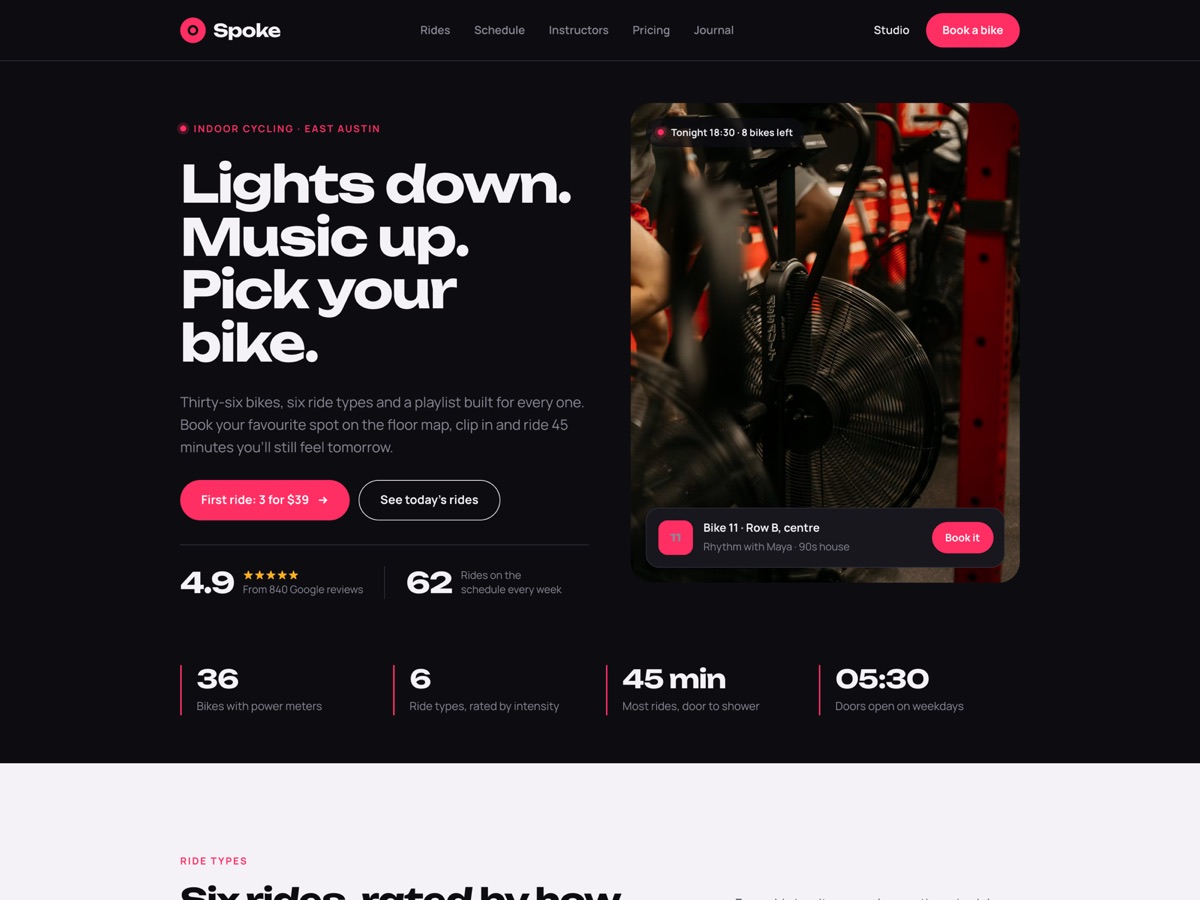 Spoke
Rides
Schedule
Instructors
Pricing
Journal
Studio
Book a bike
INDOOR CYCLING · EAST AUSTIN
Lights down.
Music up.
Pick your
bike.
Thirty-six bikes, six ride types and a playlist built for every one.
Book your favourite spot on the floor map, clip in and ride 45
minutes you'll still feel tomorrow.
First ride: 3 for $39 →
See today's rides
4.9
★★★★★
From 840 Google reviews
62
Rides on the
schedule every week
Tonight 18:30 · 8 bikes left
11
Bike 11 · Row B, centre
Rhythm with Maya · 90s house
Book it
36
Bikes with power meters
6
Ride types, rated by intensity
45 min
Most rides, door to shower
05:30
Doors open on weekdays
RIDE TYPES
Six rides, rated by how